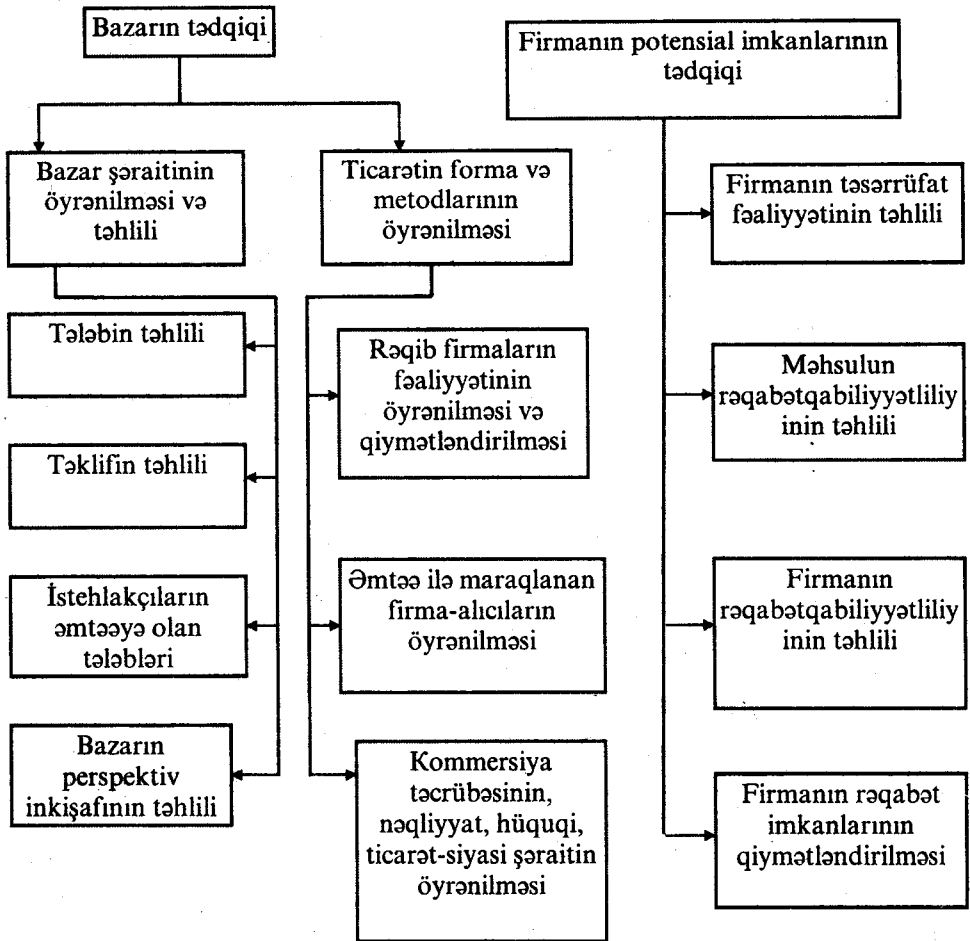 Bazarın tədqiqi
Firmanın potensial imkanlarının
tədqiqi
Bazar şəraitinin
öyrənilməsi və
təhlili
Ticarətin forma və
metodlarının
öyrənilməsi
Firmanın təsərrüfat
fəaliyyətinin təhlili
Tələbin təhlili
Rəqib firmaların
fəaliyyətinin
öyrənilməsi və
qiymətləndirilməsi
Məhsulun
rəqabətqabiliyyətliliy
inin təhlili
Təklifin təhlili
İstehlakçıların
əmtəəyə olan
tələbləri
Əmtəə ilə maraqlanan
firma-alıcıların
öyrənilməsi
Firmanın
rəqabətqabiliyyətliliy
inin təhlili
Bazarın
perspektiv
inkişafının təhlili
Kommersiya
təcrübəsinin,
nəqliyyat, hüquqi,
ticarət-siyasi şəraitin
öyrənilməsi
Firmanın rəqabət
imkanlarının
qiymətləndirilməsi